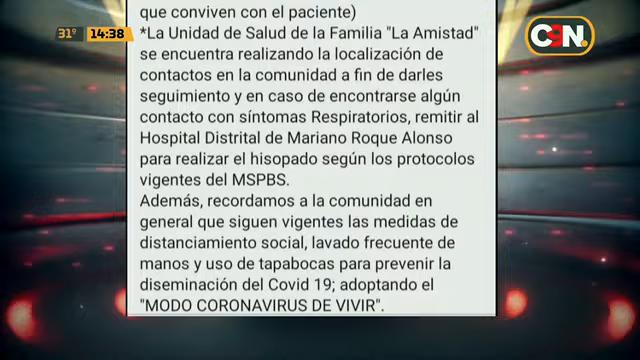 31º
14:38
C9N.
que conviven con el paciente)
*La Unidad de Salud de la Familia "La Amistad"
se encuentra realizando la localización de
contactos en la comunidad a fin de darles
seguimiento y en caso de encontrarse algún
contacto con síntomas Respiratorios, remitir al
Hospital Distrital de Mariano Roque Alonso
para realizar el hisopado según los protocolos
vigentes del MSPBS.
Además, recordamos a la comunidad en
general que siguen vigentes las medidas de
distanciamiento social, lavado frecuente de
manos y uso de tapabocas para prevenir la
diseminación del Covid 19; adoptando el
"MODO CORONAVIRUS DE VIVIR".